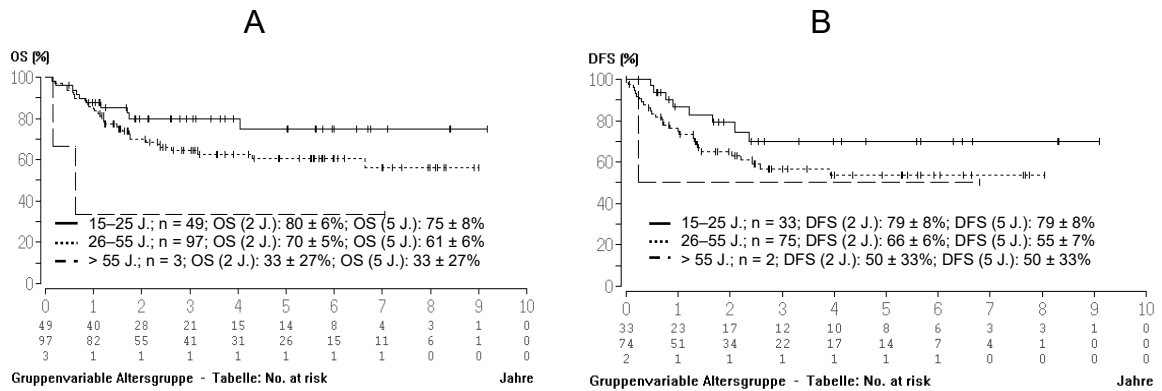 A
OS (%)
100
80
60
40
20
0
15–25 J.; n = 49; OS (2 J.): 80 ± 6%; OS (5 J.): 75 ± 8%
26–55 J.; n = 97; OS (2 J.): 70 ± 5%; OS (5 J.): 61 ± 6%
> 55 J.; n = 3; OS (2 J.): 33 ± 27%; OS (5 J.): 33 ± 27%
0 1 2 3 4 5 6 7 8 9 10
49 40 28 21 15 14 8 4 3 1 0
97 82 55 41 31 26 15 11 6 1 0
3 1 1 1 1 1 1 1 0 0 0
Gruppenvariable Altersgruppe - Tabelle: No. at risk Jahre
B
DFS (%)
100
80
60
40
20
0
15–25 J.; n = 33; DFS (2 J.): 79 ± 8%; DFS (5 J.): 79 ± 8%
26–55 J.; n = 75; DFS (2 J.): 66 ± 6%; DFS (5 J.): 55 ± 7%
> 55 J.; n = 2; DFS (2 J.): 50 ± 33%; DFS (5 J.): 50 ± 33%
0 1 2 3 4 5 6 7 8 9 10
33 23 17 12 10 8 6 3 3 1 0
74 51 34 22 17 14 7 4 1 0 0
2 1 1 1 1 1 1 0 0 0 0
Gruppenvariable Altersgruppe - Tabelle: No. at risk Jahre